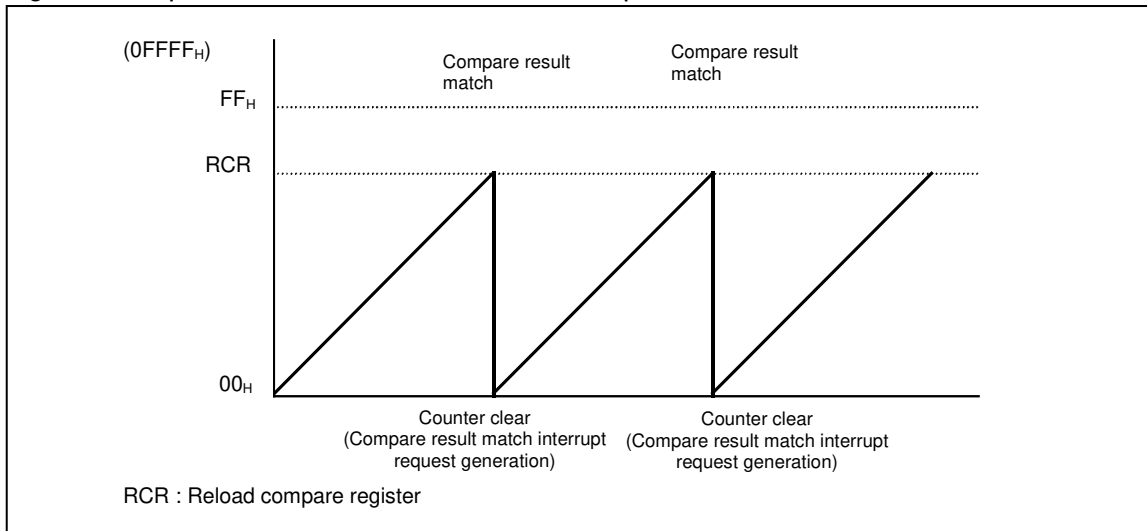 (0FFFFH)
Compare result
match
Compare result
match
FFH
RCR
00H
Counter clear
(Compare result match interrupt
request generation)
Counter clear
(Compare result match interrupt
request generation)
RCR : Reload compare register